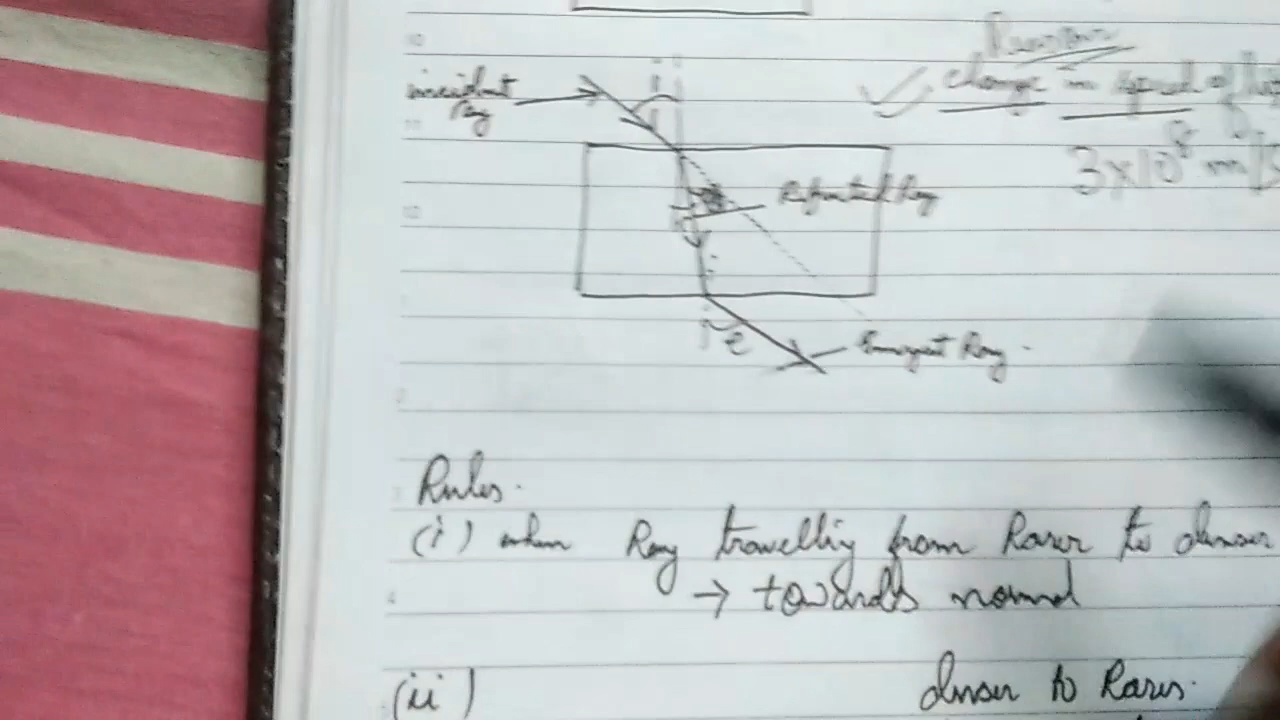 Reason
change in speed of
incident
Ray
3×10⁸ m/s
i
Refracted Ray
r
e
Emergent Ray.
Rules.
(i) when Ray travelling from Rarer to denser
→ towards normal
(ii) denser to Rarer.